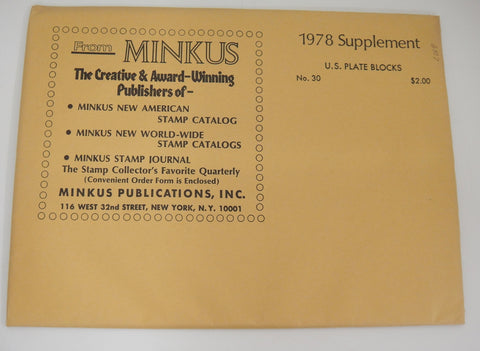 From MINKUS
The Creative & Award-Winning
Publishers of-
• MINKUS NEW AMERICAN
STAMP CATALOG
• MINKUS NEW WORLD-WIDE
STAMP CATALOGS
• MINKUS STAMP JOURNAL
The Stamp Collector's Favorite Quarterly
(Convenient Order Form is Enclosed)
MINKUS PUBLICATIONS, INC.
116 WEST 32nd STREET, NEW YORK, N.Y. 10001
1978 Supplement
U.S. PLATE BLOCKS
No. 30 $2.00